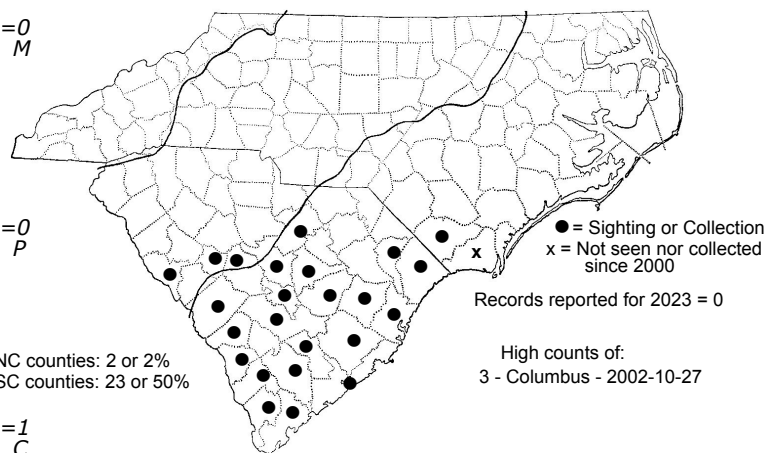 =0
M
=0
P
● = Sighting or Collection
x = Not seen nor collected
since 2000
x
Records reported for 2023 = 0
NC counties: 2 or 2%
SC counties: 23 or 50%
High counts of:
3 - Columbus - 2002-10-27
=1
C